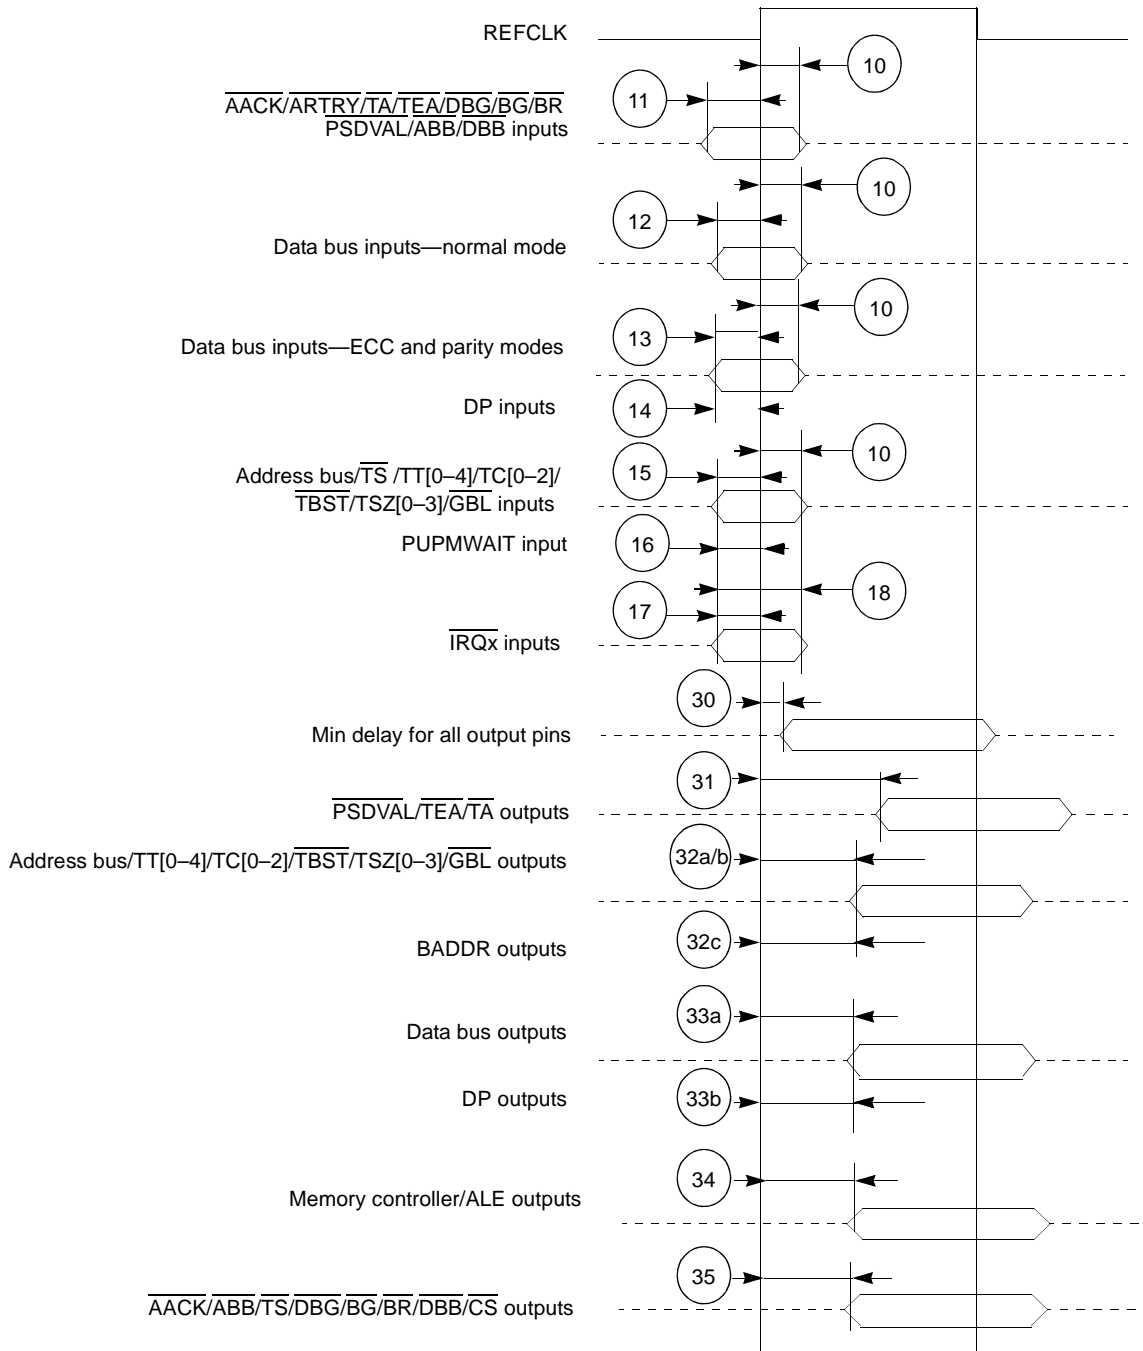 REFCLK
10
11
AACK/ARTRY/TA/TEA/DBG/BG/BR
PSDVAL/ABB/DBB inputs
10
12
Data bus inputs—normal mode
10
13
Data bus inputs—ECC and parity modes
DP inputs
14
10
15
Address bus/TS /TT[0–4]/TC[0–2]/
TBST/TSZ[0–3]/GBL inputs
PUPMWAIT input
16
18
17
IRQx inputs
30
Min delay for all output pins
31
PSDVAL/TEA/TA outputs
Address bus/TT[0–4]/TC[0–2]/TBST/TSZ[0–3]/GBL outputs
32a/b
BADDR outputs
32c
33a
Data bus outputs
DP outputs
33b
34
Memory controller/ALE outputs
35
AACK/ABB/TS/DBG/BG/BR/DBB/CS outputs